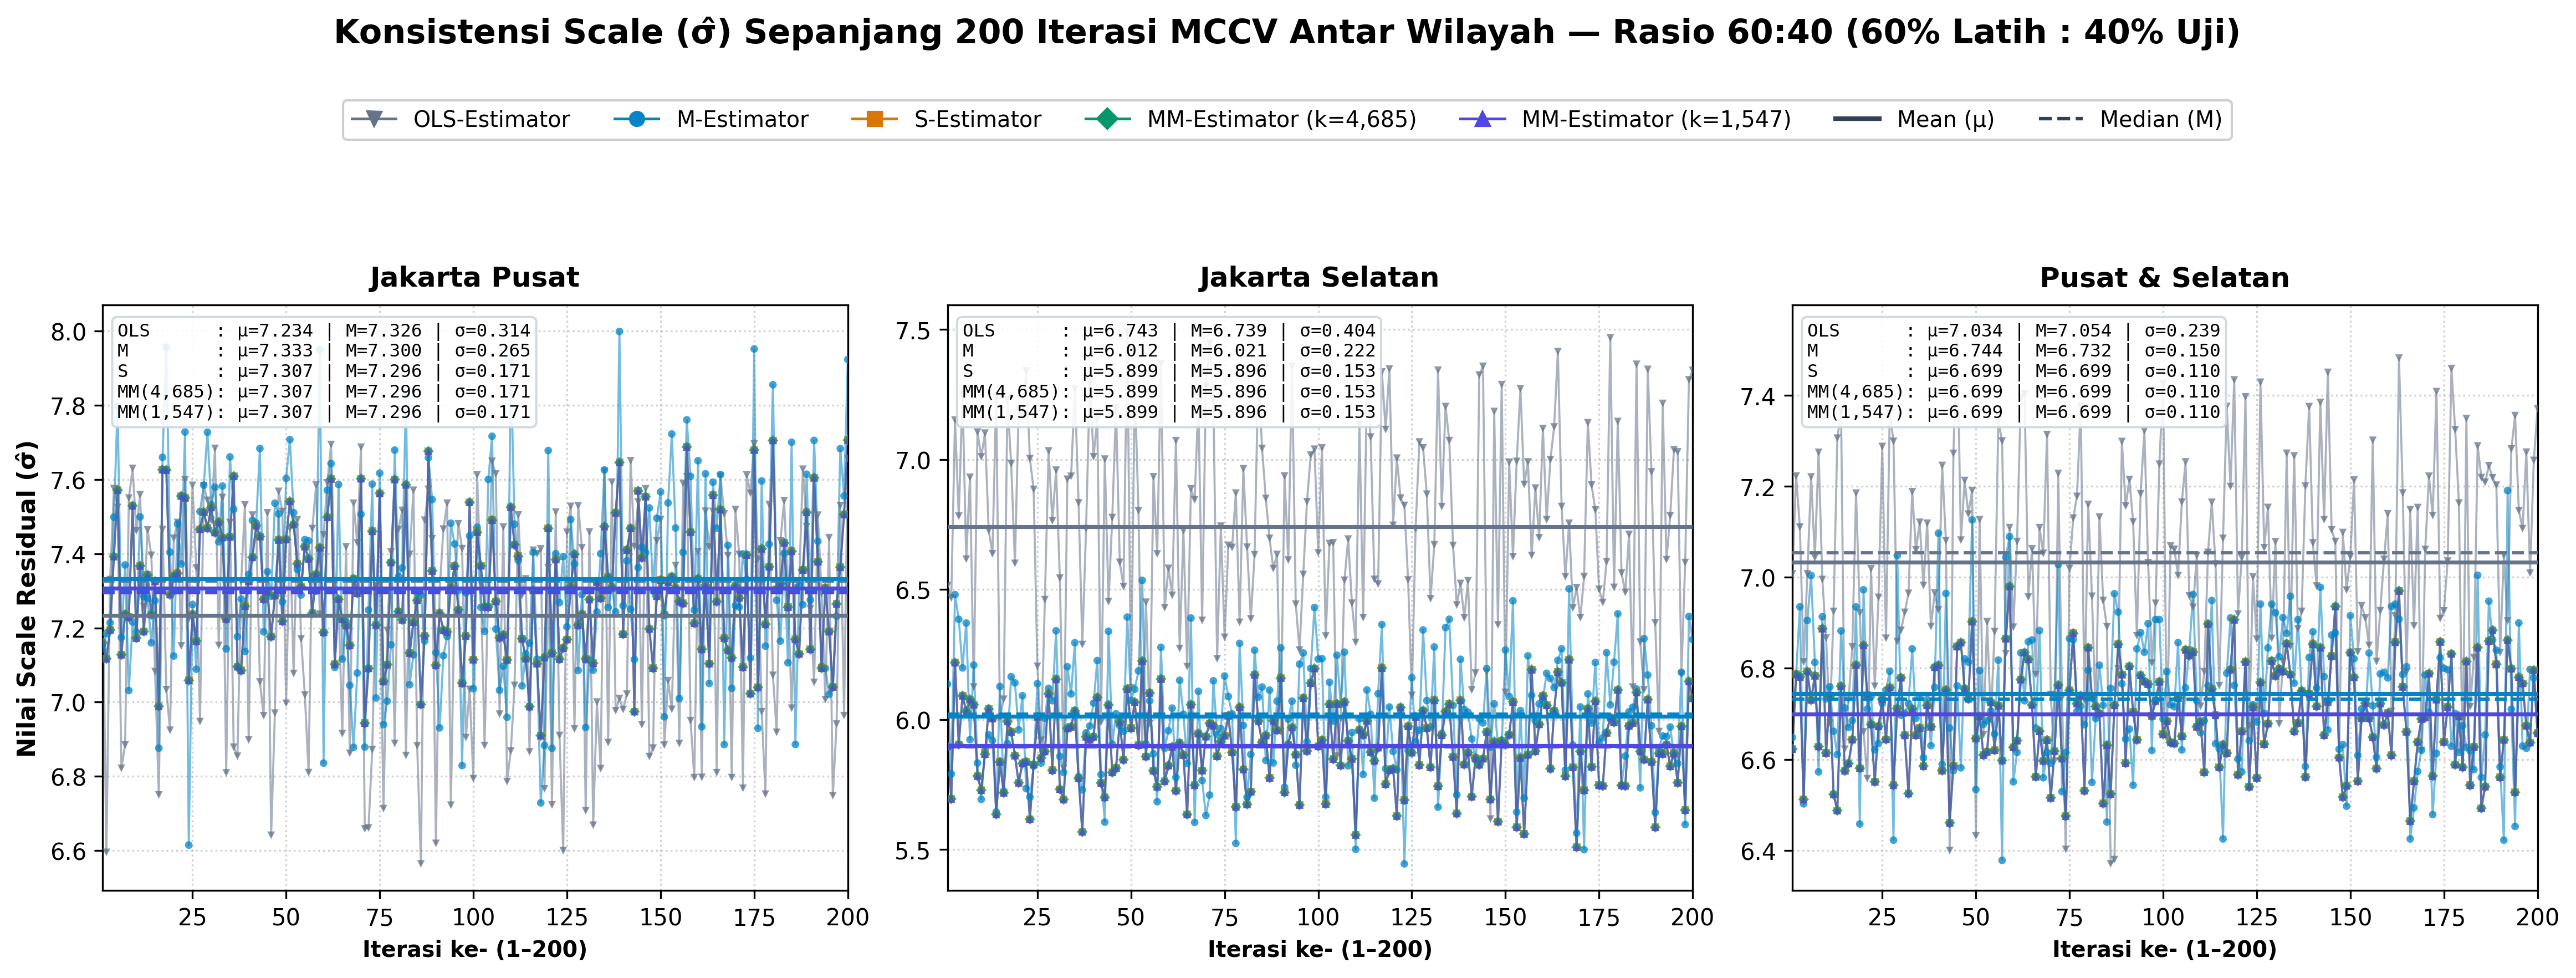 Konsistensi Scale (σ̂) Sepanjang 200 Iterasi MCCV Antar Wilayah — Rasio 60:40 (60% Latih : 40% Uji)
OLS-Estimator M-Estimator S-Estimator MM-Estimator (k=4,685) MM-Estimator (k=1,547) Mean (μ) Median (M)
Jakarta Pusat
OLS : μ=7.234 | M=7.326 | σ=0.314
M : μ=7.333 | M=7.300 | σ=0.265
S : μ=7.307 | M=7.296 | σ=0.171
MM(4,685): μ=7.307 | M=7.296 | σ=0.171
MM(1,547): μ=7.307 | M=7.296 | σ=0.171
Nilai Scale Residual (σ̂)
8.0
7.8
7.6
7.4
7.2
7.0
6.8
6.6
25 50 75 100 125 150 175 200
Iterasi ke- (1–200)
Jakarta Selatan
OLS : μ=6.743 | M=6.739 | σ=0.404
M : μ=6.012 | M=6.021 | σ=0.222
S : μ=5.899 | M=5.896 | σ=0.153
MM(4,685): μ=5.899 | M=5.896 | σ=0.153
MM(1,547): μ=5.899 | M=5.896 | σ=0.153
7.5
7.0
6.5
6.0
5.5
25 50 75 100 125 150 175 200
Iterasi ke- (1–200)
Pusat & Selatan
OLS : μ=7.034 | M=7.054 | σ=0.239
M : μ=6.744 | M=6.732 | σ=0.150
S : μ=6.699 | M=6.699 | σ=0.110
MM(4,685): μ=6.699 | M=6.699 | σ=0.110
MM(1,547): μ=6.699 | M=6.699 | σ=0.110
7.4
7.2
7.0
6.8
6.6
6.4
25 50 75 100 125 150 175 200
Iterasi ke- (1–200)